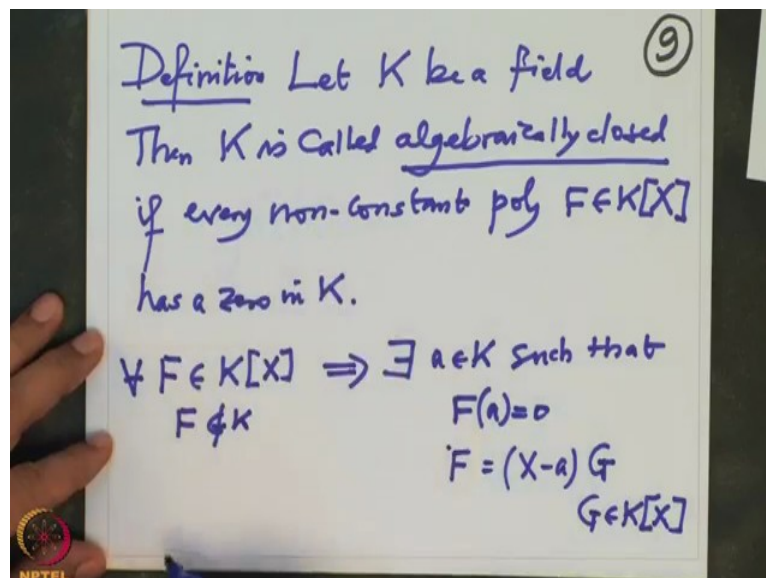 9
Definition Let K be a field
Then K is called algebraically closed
if every non-constant poly F∈K[X]
has a zero in K.
∀ F∈K[X] ⟹ ∃ a∈K such that
F∉K F(a)=0
F=(X-a) G
G∈K[X]
NPTEL